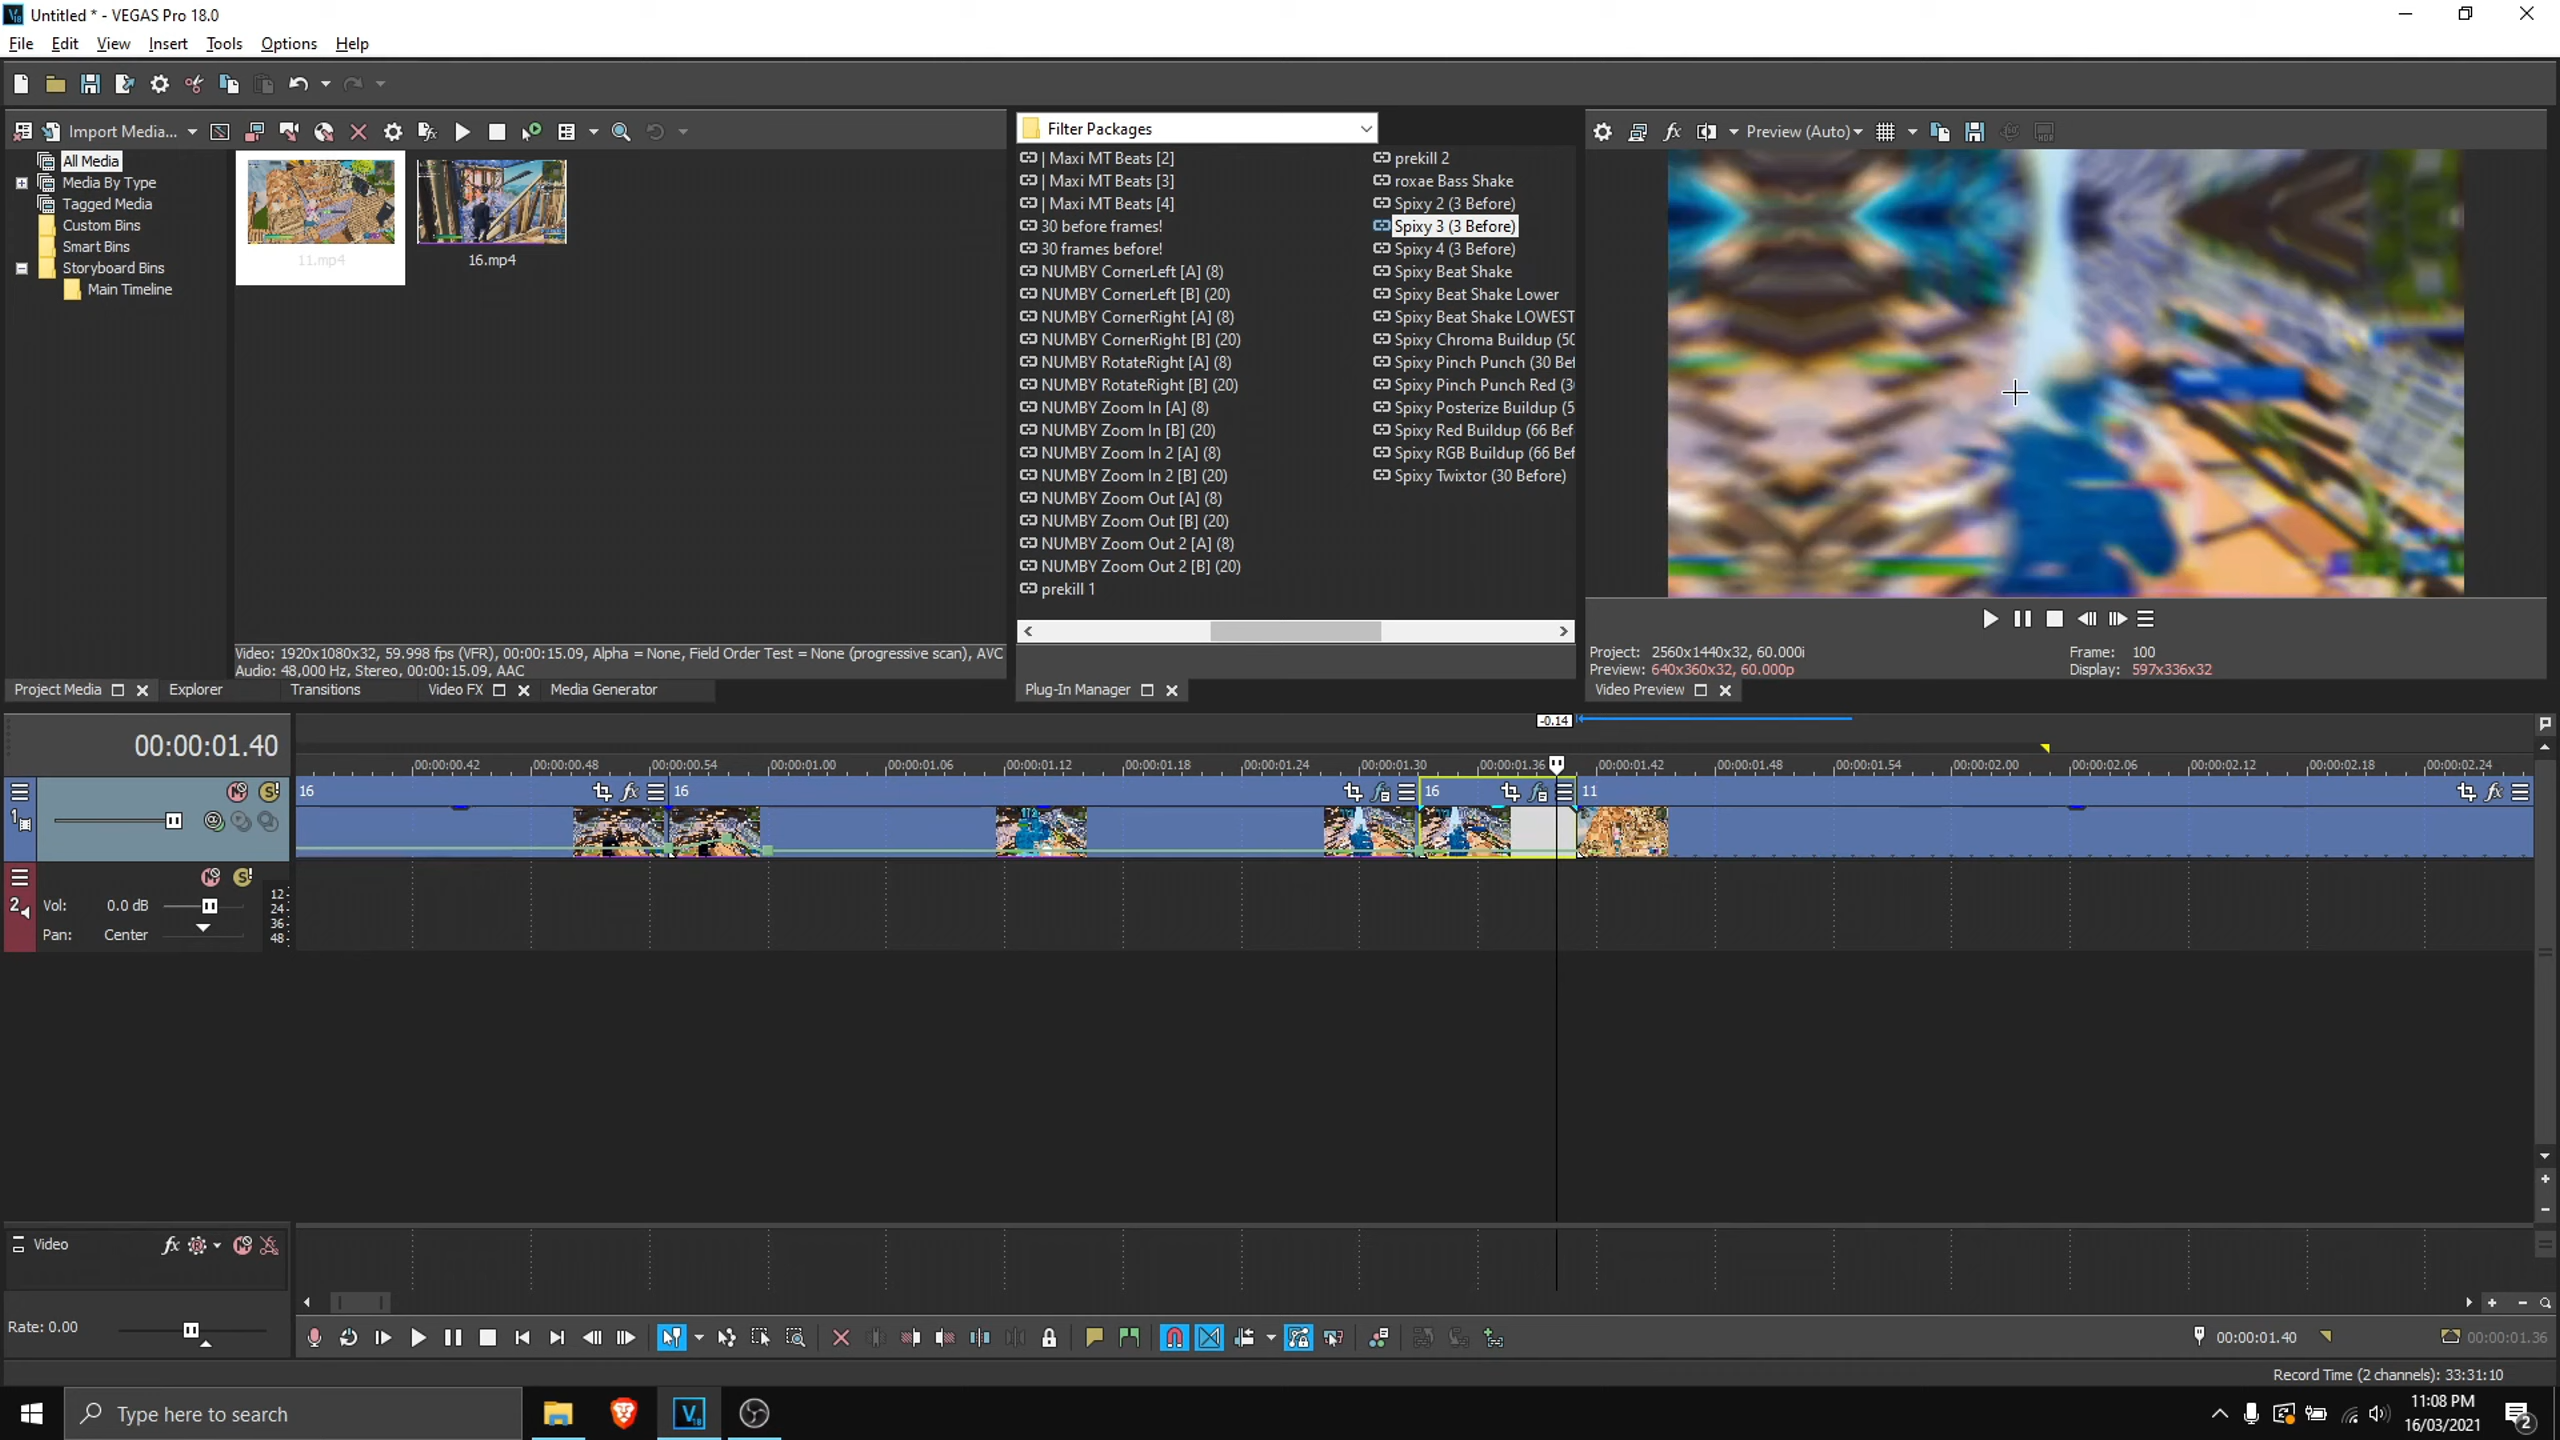 Untitled * - VEGAS Pro 18.0
File Edit View Insert Tools Options Help
Import Media...
All Media
Media By Type
Tagged Media
Custom Bins
Smart Bins
Storyboard Bins
Main Timeline
11.mp4
16.mp4
Video: 1920x1080x32, 59.998 fps (VFR), 00:00:15.09, Alpha = None, Field Order Test = None (progressive scan), AVC
Audio: 48,000 Hz, Stereo, 00:00:15.09, AAC
Project Media Explorer Transitions Video FX Media Generator
Filter Packages
| Maxi MT Beats [2]
| Maxi MT Beats [3]
| Maxi MT Beats [4]
30 before frames!
30 frames before!
NUMBY CornerLeft [A] (8)
NUMBY CornerLeft [B] (20)
NUMBY CornerRight [A] (8)
NUMBY CornerRight [B] (20)
NUMBY RotateRight [A] (8)
NUMBY RotateRight [B] (20)
NUMBY Zoom In [A] (8)
NUMBY Zoom In [B] (20)
NUMBY Zoom In 2 [A] (8)
NUMBY Zoom In 2 [B] (20)
NUMBY Zoom Out [A] (8)
NUMBY Zoom Out [B] (20)
NUMBY Zoom Out 2 [A] (8)
NUMBY Zoom Out 2 [B] (20)
prekill 1
prekill 2
roxae Bass Shake
Spixy 2 (3 Before)
Spixy 3 (3 Before)
Spixy 4 (3 Before)
Spixy Beat Shake
Spixy Beat Shake Lower
Spixy Beat Shake LOWEST
Spixy Chroma Buildup (50
Spixy Pinch Punch (30 Bef
Spixy Pinch Punch Red (3
Spixy Posterize Buildup (5
Spixy Red Buildup (66 Bef
Spixy RGB Buildup (66 Bef
Spixy Twixtor (30 Before)
Plug-In Manager
Preview (Auto)
Project: 2560x1440x32, 60.000i
Preview: 640x360x32, 60.000p
Frame: 100
Display: 597x336x32
Video Preview
-0.14
00:00:01.40
00:00:00.42 00:00:00.48 00:00:00.54 00:00:01.00 00:00:01.06 00:00:01.12 00:00:01.18 00:00:01.24 00:00:01.30 00:00:01.36 00:00:01.42 00:00:01.48 00:00:01.54 00:00:02.00 00:00:02.06 00:00:02.12 00:00:02.18 00:00:02.24
16 16 16 11
1
2
Vol: 0.0 dB
Pan: Center
12
24
36
48
Video
Rate: 0.00
00:00:01.40
00:00:01.36
Record Time (2 channels): 33:31:10
Type here to search
11:08 PM
16/03/2021
2